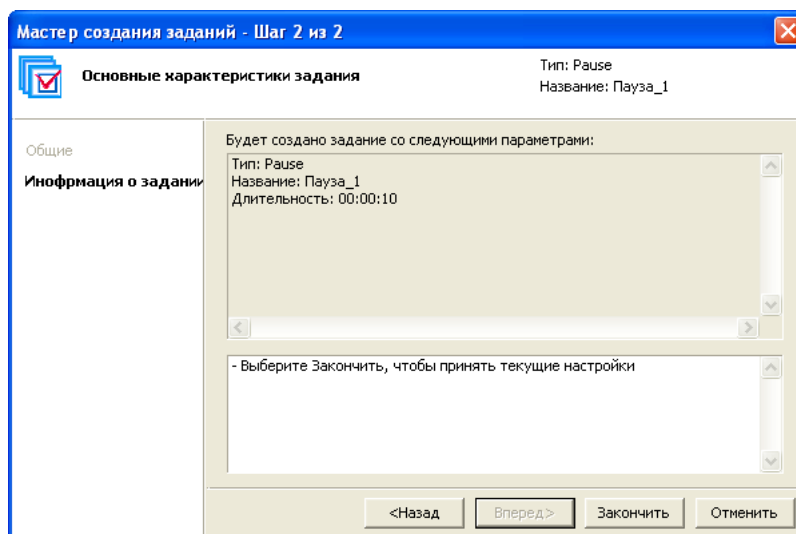 Мастер создания заданий - Шаг 2 из 2
Основные характеристики задания
Тип: Pause
Название: Пауза_1
Общие
Инофрмация о задании
Будет создано задание со следующими параметрами:
Тип: Pause
Название: Пауза_1
Длительность: 00:00:10
- Выберите Закончить, чтобы принять текущие настройки
<Назад
Вперед>
Закончить
Отменить